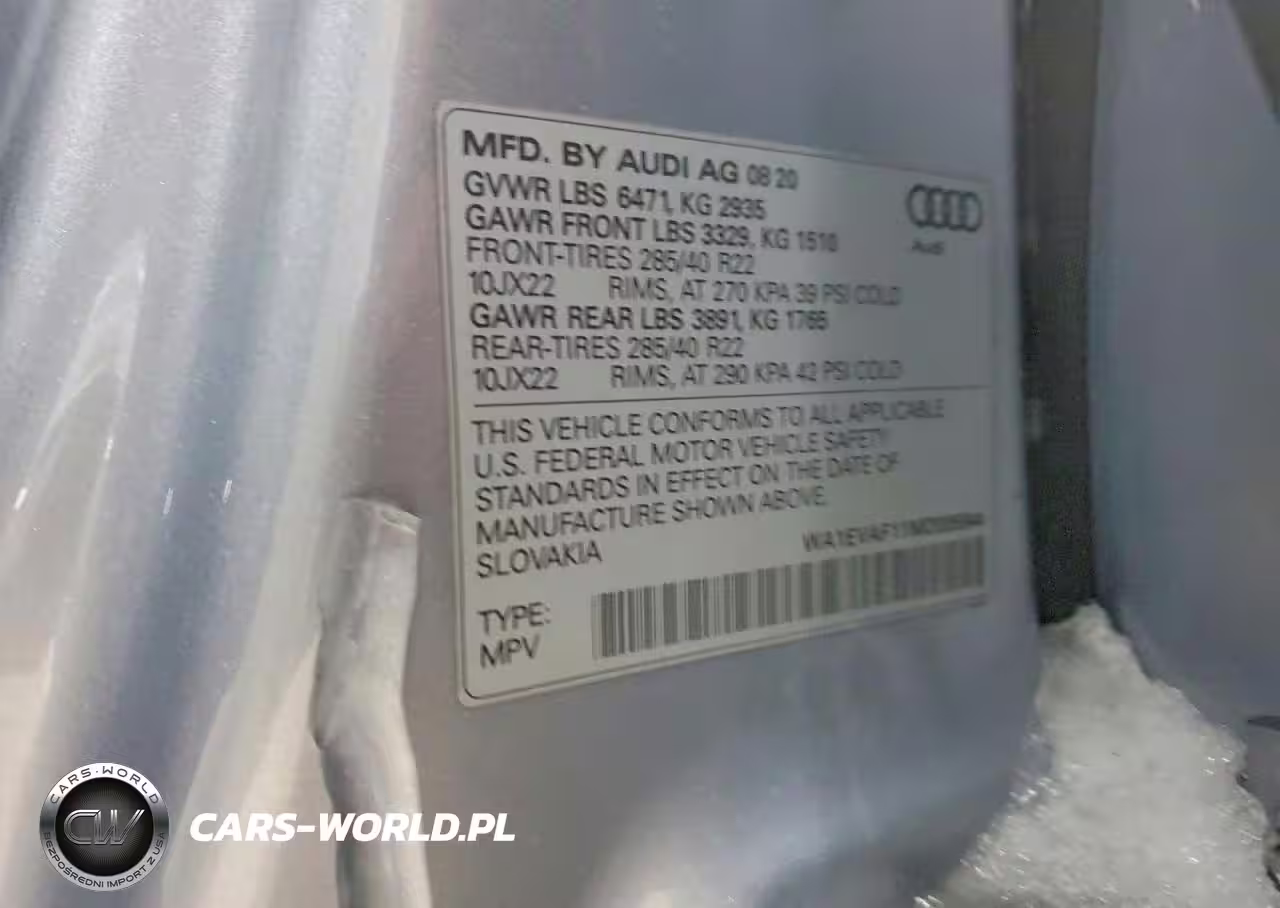 MFD. BY AUDI AG 08 20
GVWR LBS 6471, KG 2935
GAWR FRONT LBS 3329, KG 1510
FRONT-TIRES 285/40 R22
10JX22 RIMS, AT 270 KPA 39 PSI COLD
GAWR REAR LBS 3891, KG 1765
REAR-TIRES 285/40 R22
10JX22 RIMS, AT 290 KPA 42 PSI COLD
Audi
THIS VEHICLE CONFORMS TO ALL APPLICABLE
U.S. FEDERAL MOTOR VEHICLE SAFETY
STANDARDS IN EFFECT ON THE DATE OF
MANUFACTURE SHOWN ABOVE.
SLOVAKIA
TYPE:
MPV
CARS-WORLD
CW
BEZPOŚREDNI IMPORT Z USA
CARS-WORLD.PL